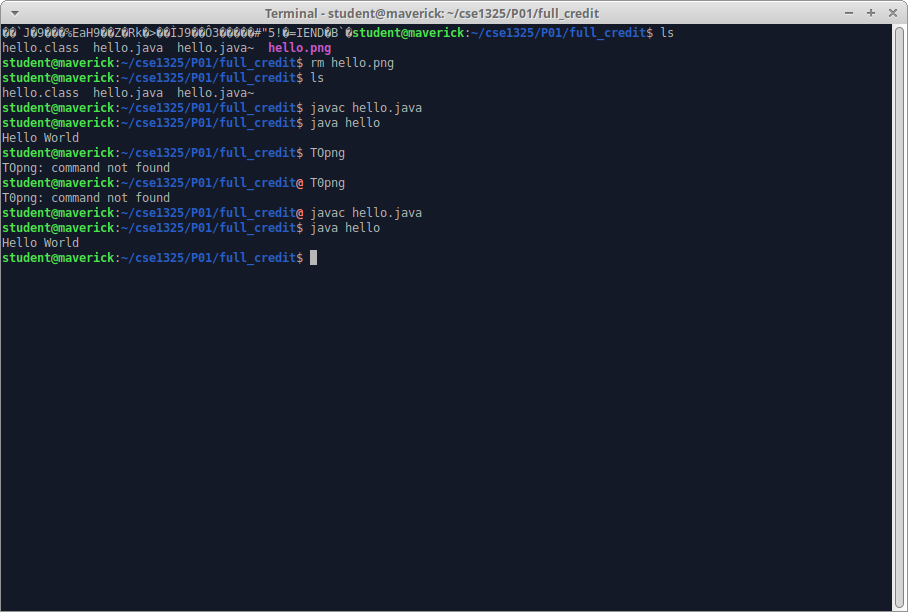 Terminal - student@maverick: ~/cse1325/P01/full_credit
��`J�9���%EaH9��Z�Rk�>��ÌJ9��Ô3�����#"5!�=IEND�B`�student@maverick:~/cse1325/P01/full_credit$ ls
hello.class  hello.java  hello.java~  hello.png
student@maverick:~/cse1325/P01/full_credit$ rm hello.png
student@maverick:~/cse1325/P01/full_credit$ ls
hello.class  hello.java  hello.java~
student@maverick:~/cse1325/P01/full_credit$ javac hello.java
student@maverick:~/cse1325/P01/full_credit$ java hello
Hello World
student@maverick:~/cse1325/P01/full_credit$ TOpng
TOpng: command not found
student@maverick:~/cse1325/P01/full_credit@ T0png
T0png: command not found
student@maverick:~/cse1325/P01/full_credit@ javac hello.java
student@maverick:~/cse1325/P01/full_credit$ java hello
Hello World
student@maverick:~/cse1325/P01/full_credit$